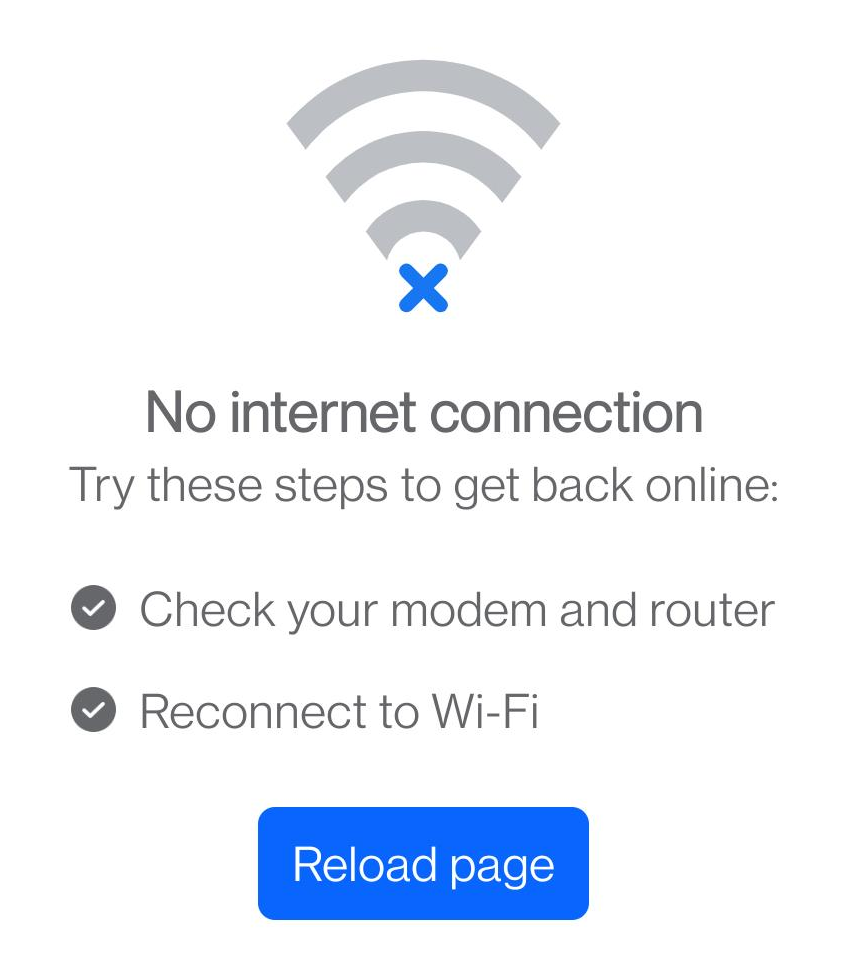 No internet connection
Try these steps to get back online:
Check your modem and router
Reconnect to Wi-Fi
Reload page